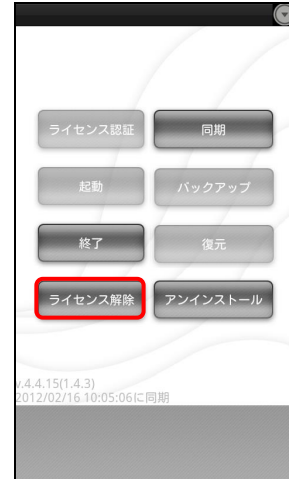 ライセンス認証
同期
起動
バックアップ
終了
復元
ライセンス解除
アンインストール
v.4.4.15(1.4.3)
2012/02/16 10:05:06に同期